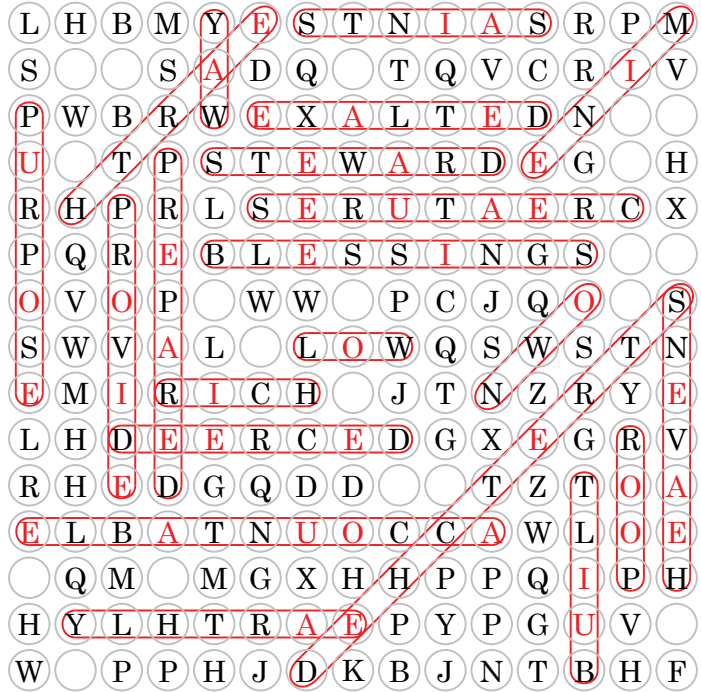 L H B M Y E S T N I A S R P M
S S A D Q T Q V C R I V
P W B R W E X A L T E D N
U T P S T E W A R D E G H
R H P R L S E R U T A E R C X
P Q R E B L E S S I N G S
O V O P W W P C J Q O S
S W V A L L O W Q S W S T N
E M I R I C H J T N Z R Y E
L H D E E R C E D G X E G R V
R H E D G Q D D T Z T O A
E L B A T N U O C C A W L O E
Q M M G X H H P P Q I P H
H Y L H T R A E P Y P G U V
W P P H J D K B J N T B H F